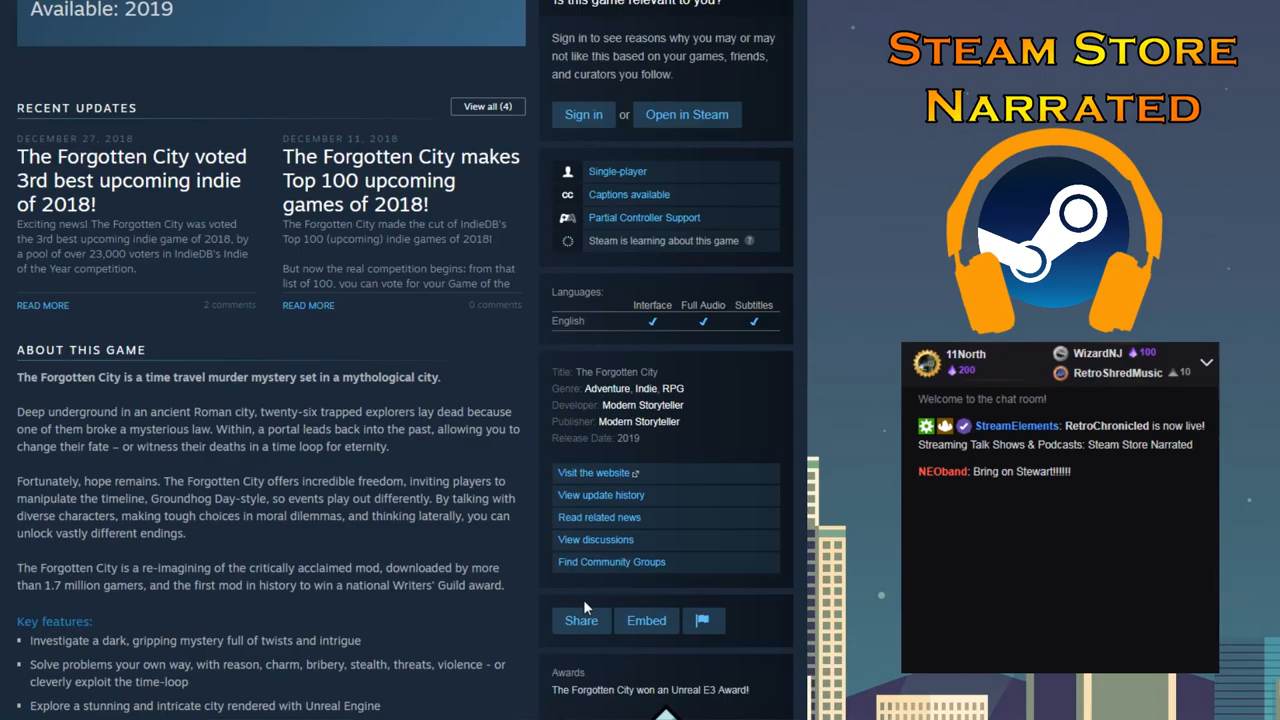 Available: 2019
RECENT UPDATES
View all (4)
DECEMBER 27, 2018
The Forgotten City voted
3rd best upcoming indie
of 2018!
Exciting news! The Forgotten City was voted
the 3rd best upcoming indie game of 2018, by
a pool of over 23,000 voters in IndieDB's Indie
of the Year competition.
READ MORE
2 comments
DECEMBER 11, 2018
The Forgotten City makes
Top 100 upcoming
games of 2018!
The Forgotten City made the cut of IndieDB's
Top 100 (upcoming) indie games of 2018!
But now the real competition begins: from that
list of 100, you can vote for your Game of the
READ MORE
0 comments
ABOUT THIS GAME
The Forgotten City is a time travel murder mystery set in a mythological city.
Deep underground in an ancient Roman city, twenty-six trapped explorers lay dead because
one of them broke a mysterious law. Within, a portal leads back into the past, allowing you to
change their fate – or witness their deaths in a time loop for eternity.
Fortunately, hope remains. The Forgotten City offers incredible freedom, inviting players to
manipulate the timeline, Groundhog Day-style, so events play out differently. By talking with
diverse characters, making tough choices in moral dilemmas, and thinking laterally, you can
unlock vastly different endings.
The Forgotten City is a re-imagining of the critically acclaimed mod, downloaded by more
than 1.7 million gamers, and the first mod in history to win a national Writers' Guild award.
Key features:
▪ Investigate a dark, gripping mystery full of twists and intrigue
▪ Solve problems your own way, with reason, charm, bribery, stealth, threats, violence - or
cleverly exploit the time-loop
▪ Explore a stunning and intricate city rendered with Unreal Engine
Is this game relevant to you?
Sign in to see reasons why you may or may
not like this based on your games, friends,
and curators you follow.
Sign in or Open in Steam
Single-player
CC Captions available
Partial Controller Support
Steam is learning about this game ?
Languages:
Interface Full Audio Subtitles
English ✓ ✓ ✓
Title: The Forgotten City
Genre: Adventure, Indie, RPG
Developer: Modern Storyteller
Publisher: Modern Storyteller
Release Date: 2019
Visit the website
View update history
Read related news
View discussions
Find Community Groups
Share Embed
Awards
The Forgotten City won an Unreal E3 Award!
STEAM STORE
NARRATED
11North
200
WizardNJ 100
RetroShredMusic 10
Welcome to the chat room!
StreamElements: RetroChronicled is now live!
Streaming Talk Shows & Podcasts: Steam Store Narrated
NEOband: Bring on Stewart!!!!!!